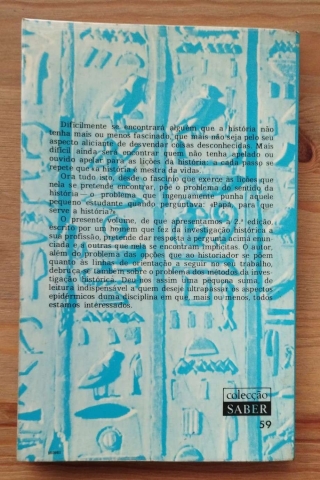 Dificilmente se encontrará alguém que a história não
tenha mais ou menos fascinado, que mais não seja pelo seu
aspecto aliciante de desvendar coisas desconhecidas. Mais
difícil ainda será encontrar quem não tenha apelado ou
ouvido apelar para as lições da história: a cada passo se
repete que «a história é mestra da vida».
Ora tudo isto, desde o fascínio que exerce às lições que
nela se pretende encontrar, põe o problema do sentido da
história — o problema que ingenuamente punha aquele
pequeno estudante quando perguntava: «Papá, para que
serve a história?».
O presente volume, de que apresentamos a 2.ª edição,
escrito por um homem que fez da investigação histórica a
sua profissão, pretende dar resposta à questão acima enun-
ciada e a outras que nela se encontram implícitas. O autor,
além do problema das opções que ao historiador se põem
quanto às linhas de orientação a seguir no seu trabalho,
debruça-se também sobre o problema dos métodos da inves-
tigação histórica, dando-nos assim uma pequena suma de
leitura indispensável a quem deseje ultrapassar os aspectos
epidérmicos duma disciplina em que, mais ou menos, todos
estamos interessados.
colecção
SABER
59